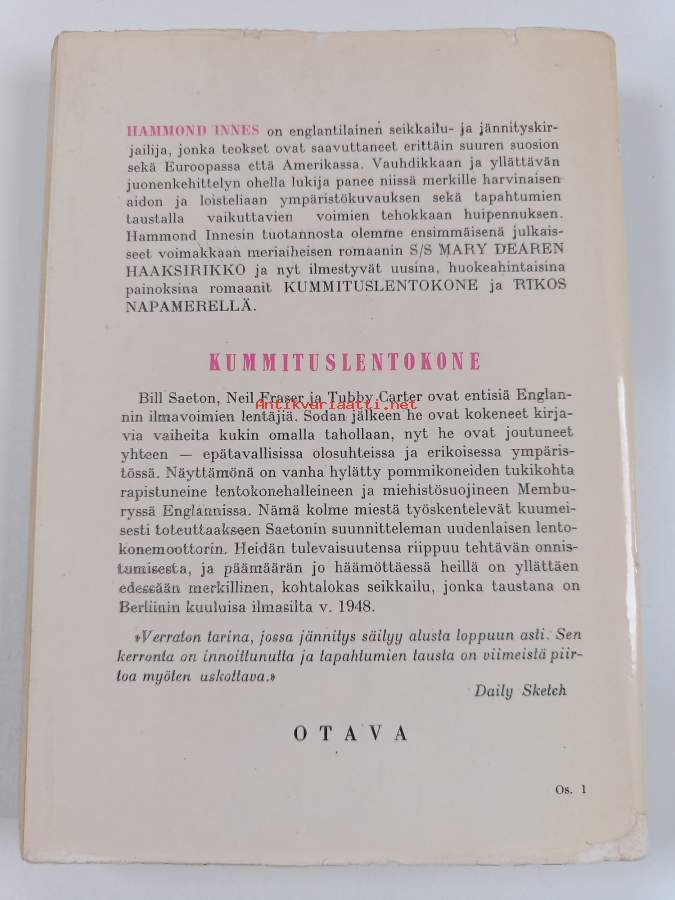 HAMMOND INNES on englantilainen seikkailu- ja jännityskir-
jailija, jonka teokset ovat saavuttaneet erittäin suuren suosion
sekä Euroopassa että Amerikassa. Vauhdikkaan ja yllättävän
juonenkehittelyn ohella lukija panee niissä merkille harvinaisen
aidon ja loisteliaan ympäristökuvauksen sekä tapahtumien
taustalla vaikuttavien voimien tehokkaan huipennuksen.
Hammond Innesin tuotannosta olemme ensimmäisenä julkais-
seet voimakkaan meriaiheisen romaanin S/S MARY DEAREN
HAAKSIRIKKO ja nyt ilmestyvät uusina, huokeahintaisina
painoksina romaanit KUMMITUSLENTOKONE ja RIKOS
NAPAMERELLÄ.
KUMMITUSLENTOKONE
Bill Saeton, Neil Fraser ja Tubby Carter ovat entisiä Englan-
Antikvariaatti.net
nin ilmavoimien lentäjiä. Sodan jälkeen he ovat kokeneet kirja-
via vaiheita kukin omalla tahollaan, nyt he ovat joutuneet
yhteen — epätavallisissa olosuhteissa ja erikoisessa ympäris-
tössä. Näyttämönä on vanha hylätty pommikoneiden tukikohta
rapistuneine lentokonehalleineen ja miehistösuojineen Membu-
ryssä Englannissa. Nämä kolme miestä työskentelevät kuumei-
sesti toteuttaakseen Saetonin suunnitteleman uudenlaisen lento-
konemoottorin. Heidän tulevaisuutensa riippuu tehtävän onnis-
tumisesta, ja päämäärän jo häämöttäessä heillä on yllättäen
edessään merkillinen, kohtalokas seikkailu, jonka taustana on
Berliinin kuuluisa ilmasilta v. 1948.
»Verraton tarina, jossa jännitys säilyy alusta loppuun asti. Sen
kerronta on innoittunutta ja tapahtumien tausta on viimeistä piir-
toa myöten uskottava.»
Daily Sketch
OTAVA
Os. 1